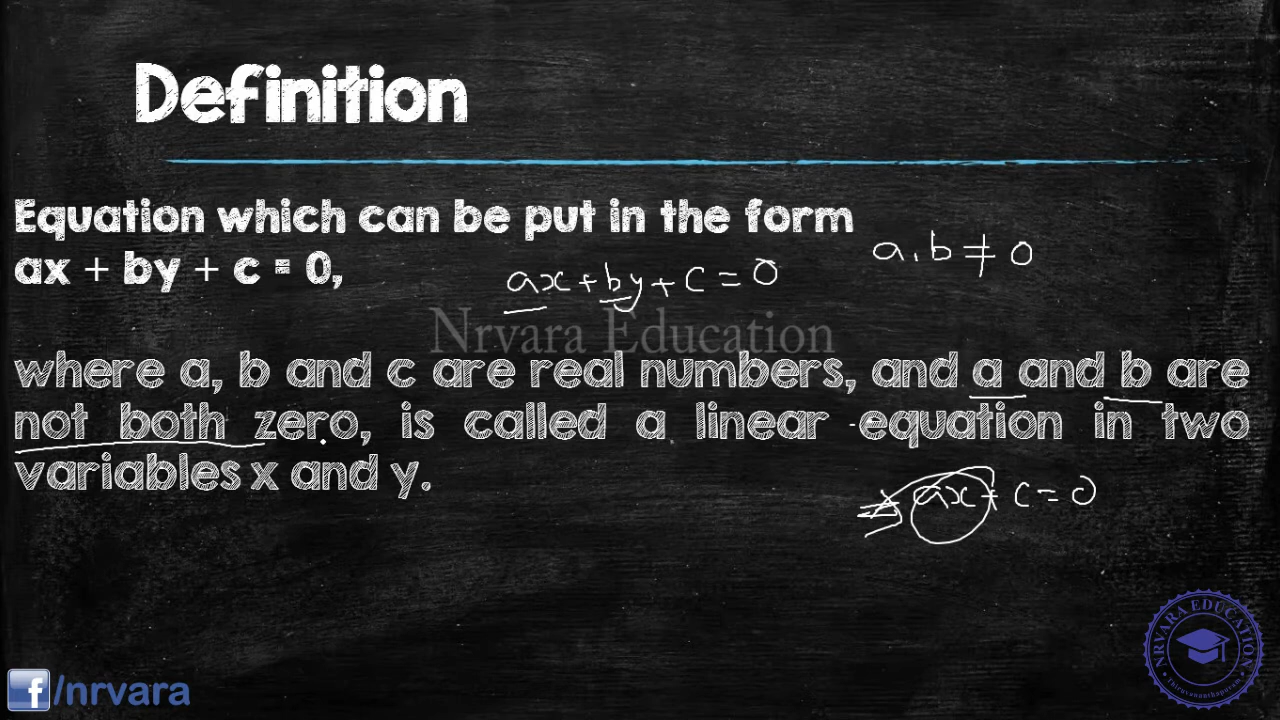 Definition
Equation which can be put in the form
ax + by + c = 0,
a, b ≠ 0
ax + by + c = 0
Nrvara Education
where a, b and c are real numbers, and a and b are
not both zero, is called a linear equation in two
variables x and y.
ax + c = 0
NRVARA EDUCATION
Thiruvananthapuram
f/nrvara